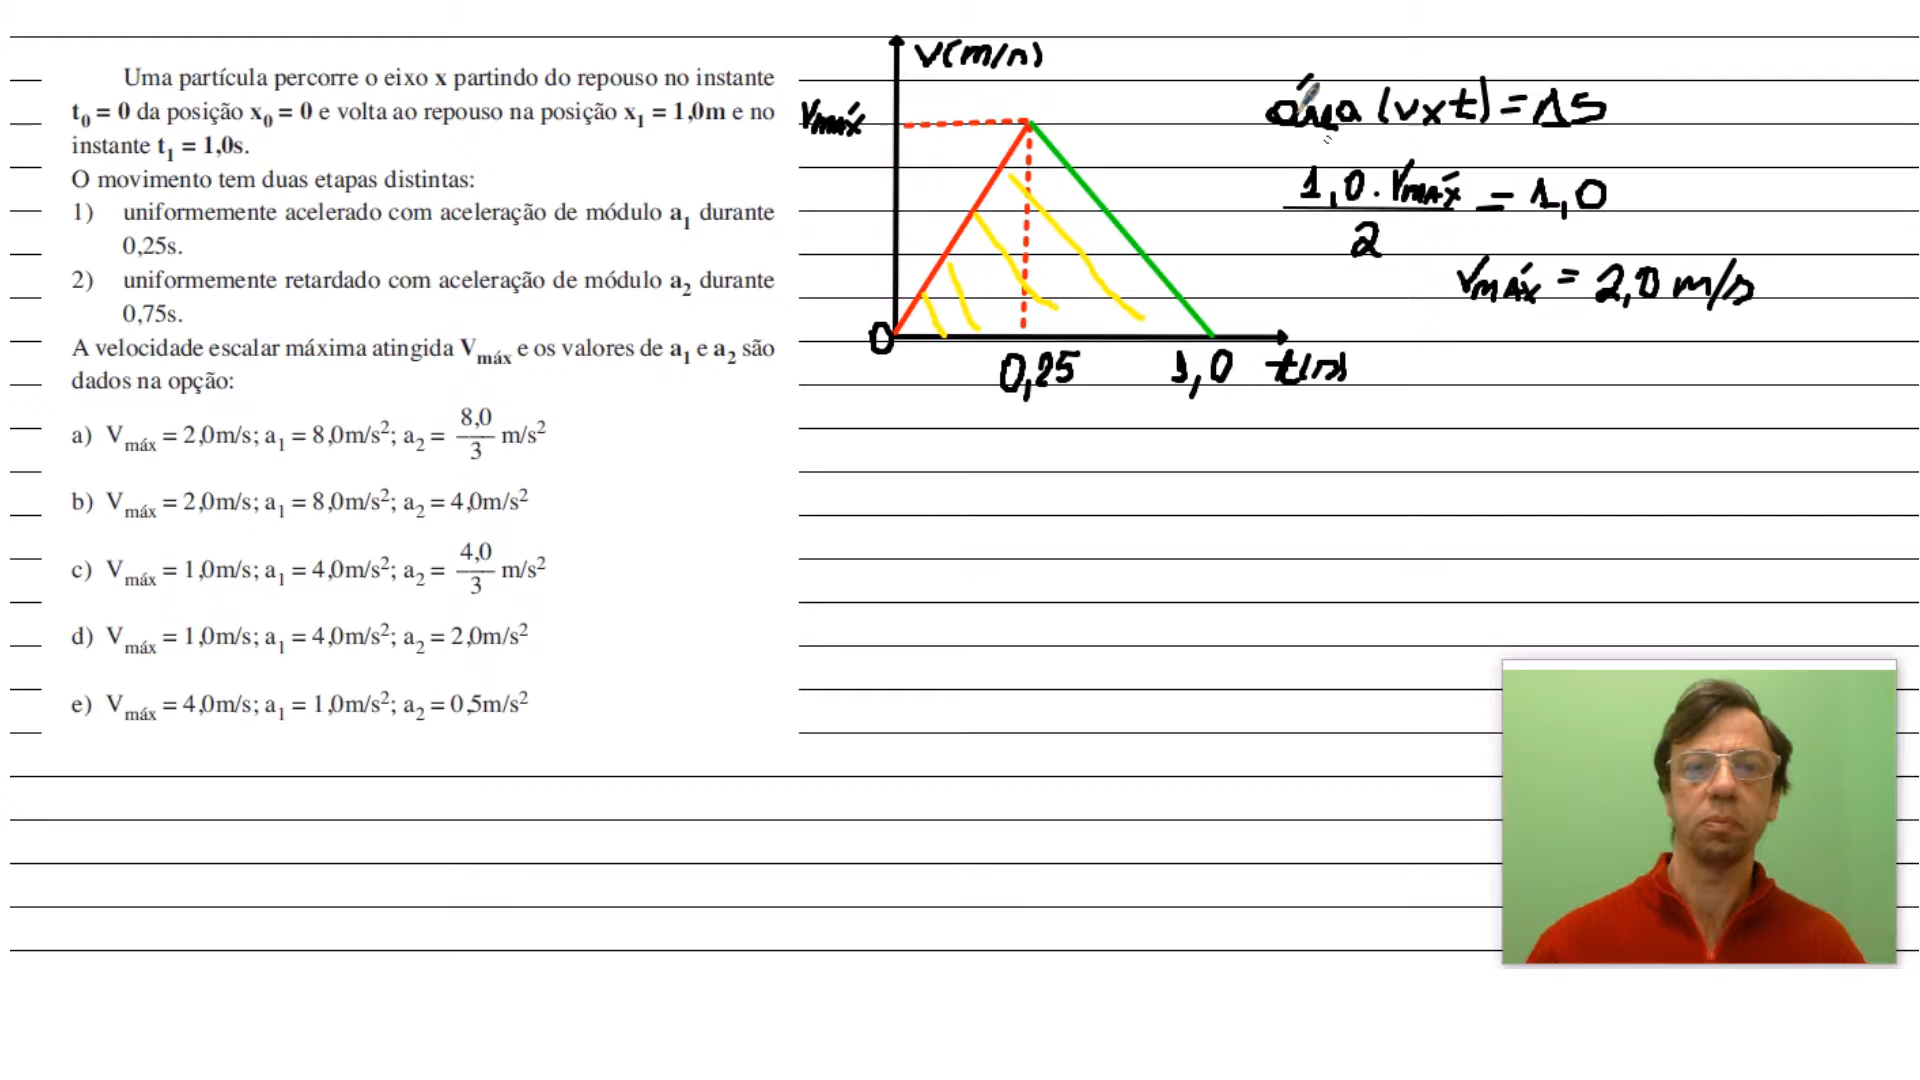 Uma partícula percorre o eixo x partindo do repouso no instante
t₀ = 0 da posição x₀ = 0 e volta ao repouso na posição x₁ = 1,0m e no
instante t₁ = 1,0s.
O movimento tem duas etapas distintas:
1) uniformemente acelerado com aceleração de módulo a₁ durante
0,25s.
2) uniformemente retardado com aceleração de módulo a₂ durante
0,75s.
A velocidade escalar máxima atingida Vmáx e os valores de a₁ e a₂ são
dados na opção:
a) Vmáx = 2,0m/s; a₁ = 8,0m/s²; a₂ = 8,0/3 m/s²
b) Vmáx = 2,0m/s; a₁ = 8,0m/s²; a₂ = 4,0m/s²
c) Vmáx = 1,0m/s; a₁ = 4,0m/s²; a₂ = 4,0/3 m/s²
d) Vmáx = 1,0m/s; a₁ = 4,0m/s²; a₂ = 2,0m/s²
e) Vmáx = 4,0m/s; a₁ = 1,0m/s²; a₂ = 0,5m/s²
V(m/s)
Vmáx
0
0,25
1,0
t(s)
área (vxt) = ΔS
1,0 . Vmáx / 2 = 1,0
Vmáx = 2,0 m/s